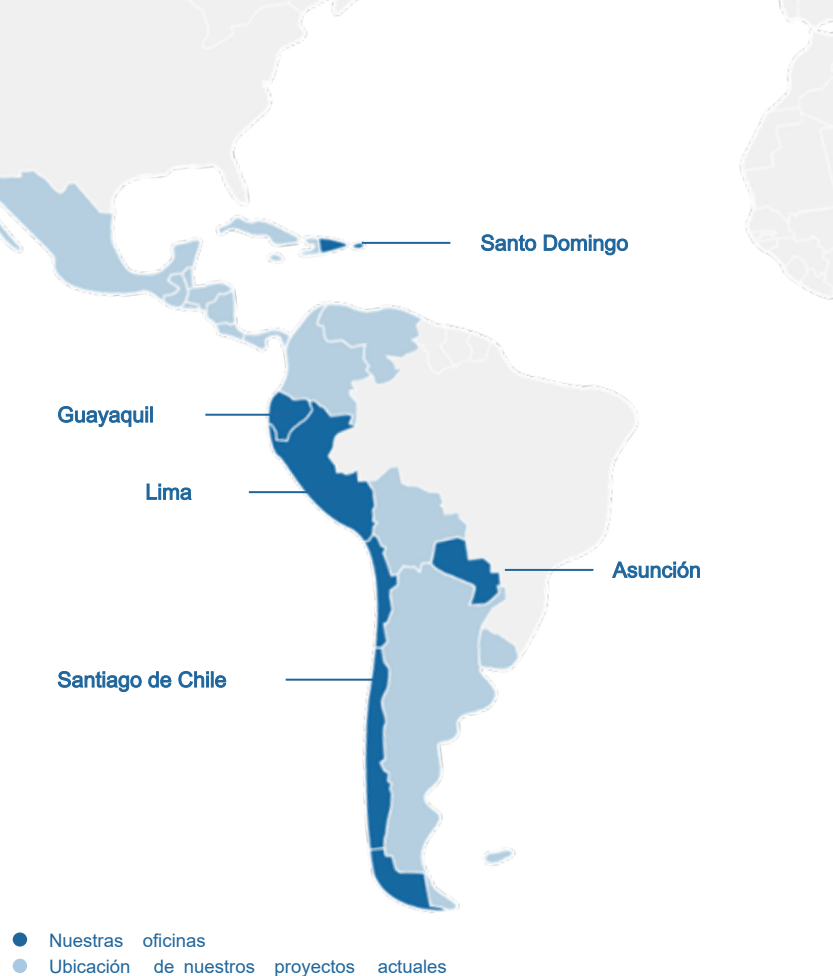 Santo Domingo
Guayaquil
Lima
Asunción
Santiago de Chile
Nuestras oficinas
Ubicación de nuestros proyectos actuales